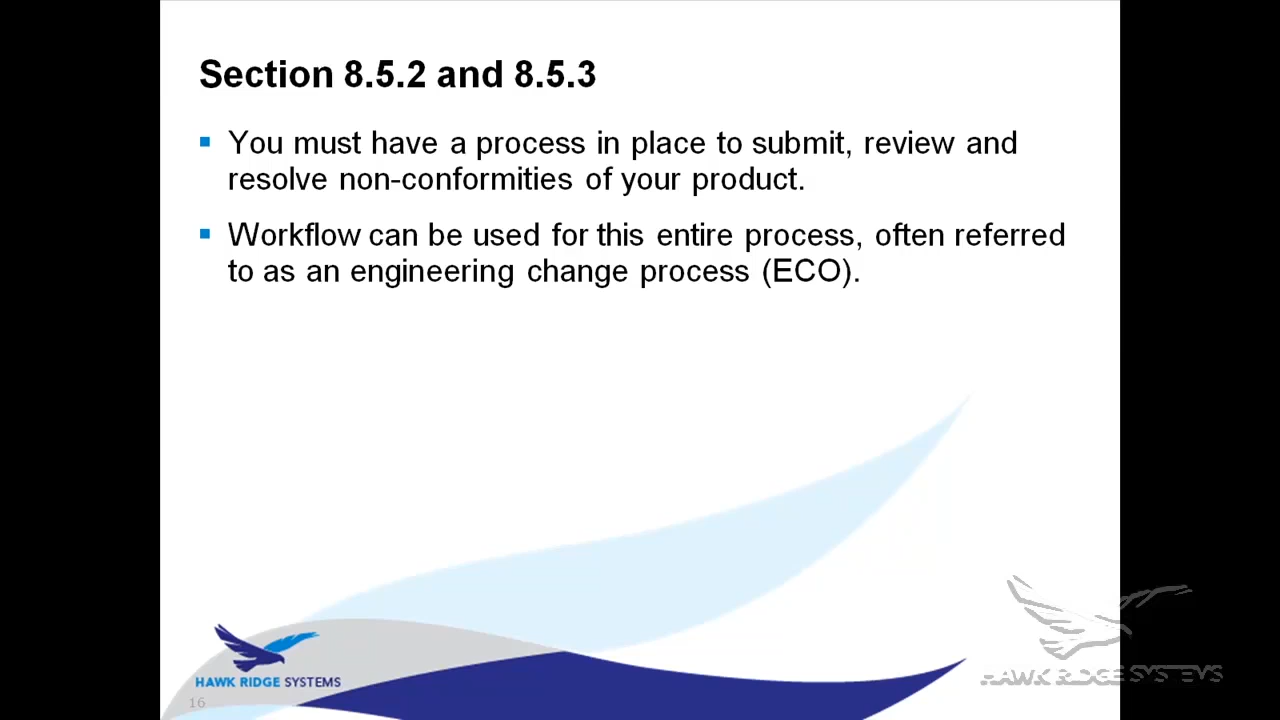 Section 8.5.2 and 8.5.3
You must have a process in place to submit, review and
resolve non-conformities of your product.
Workflow can be used for this entire process, often referred
to as an engineering change process (ECO).
HAWK RIDGE SYSTEMS
HAWK RIDGE SYSTEMS
16